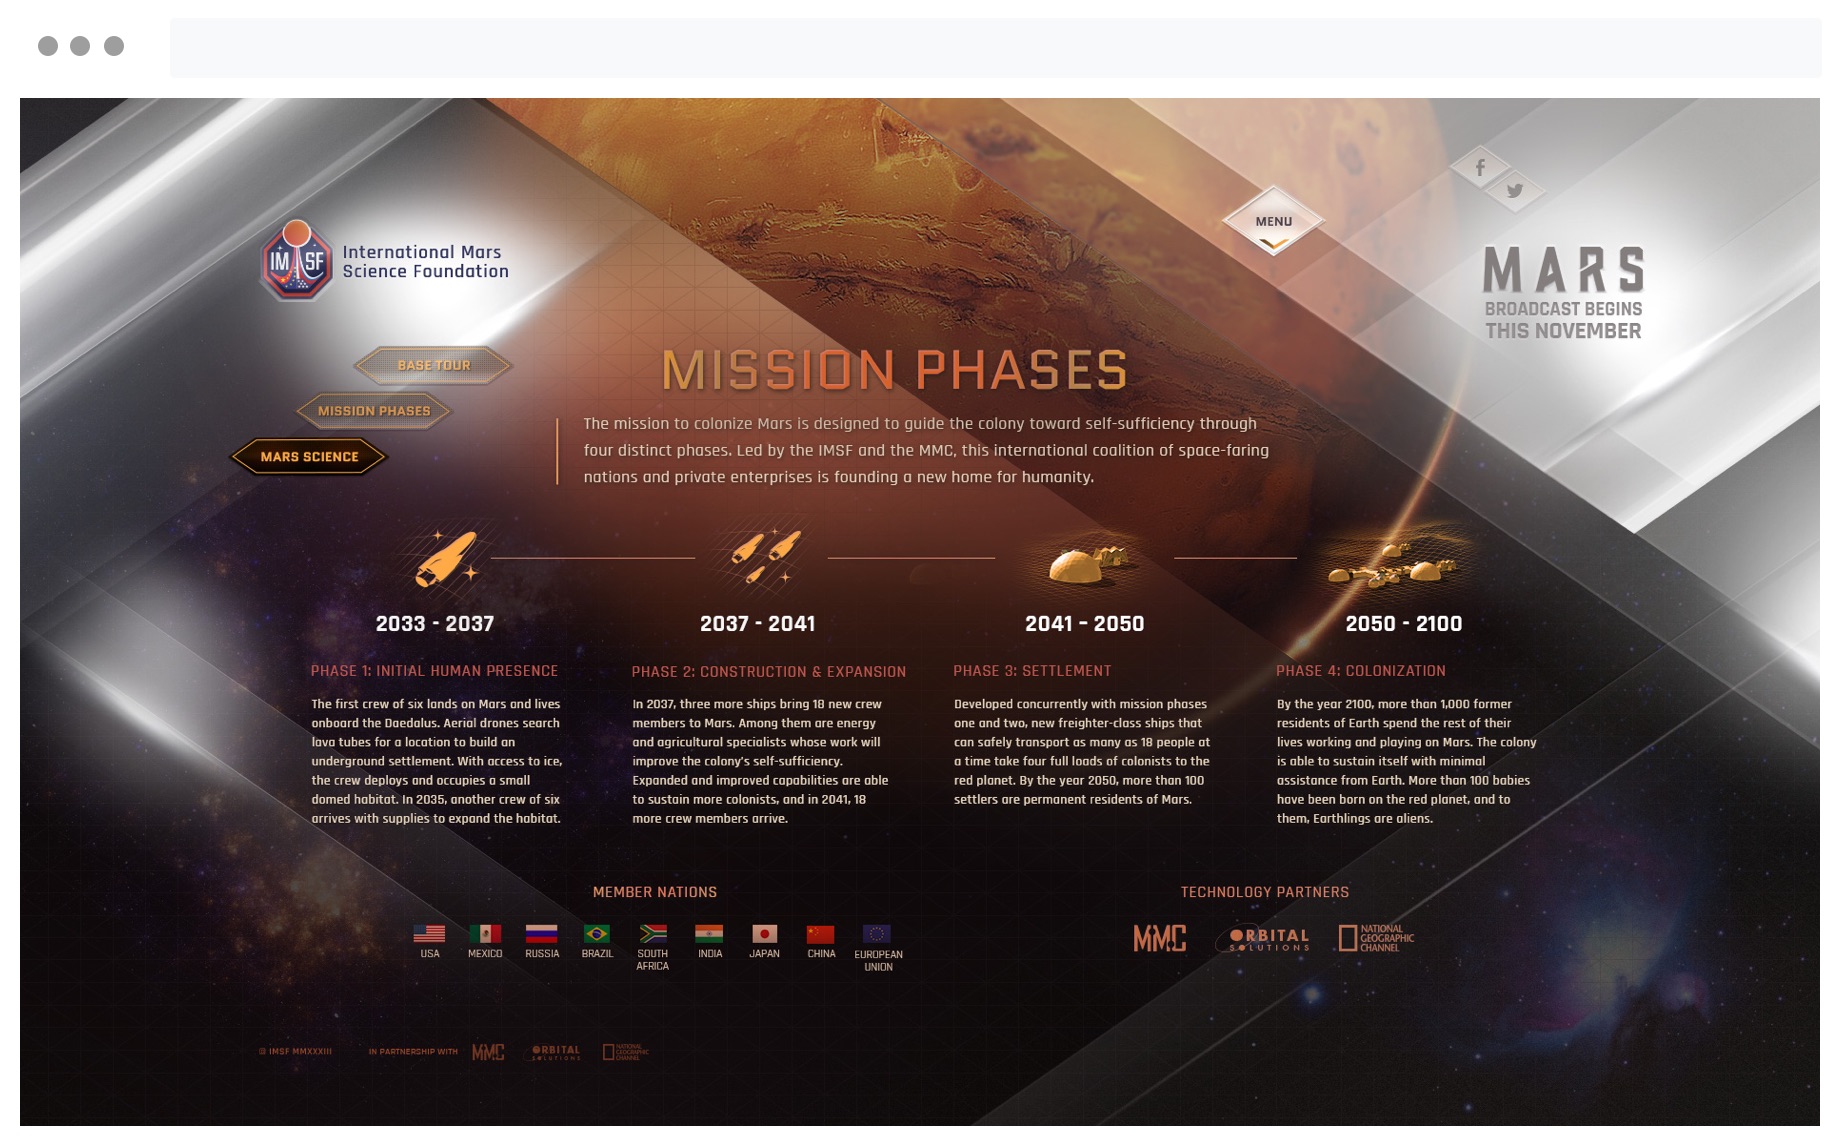 IMSF
International Mars
Science Foundation
MENU
MARS
BROADCAST BEGINS
THIS NOVEMBER
BASE TOUR
MISSION PHASES
MARS SCIENCE
MISSION PHASES
The mission to colonize Mars is designed to guide the colony toward self-sufficiency through
four distinct phases. Led by the IMSF and the MMC, this international coalition of space-faring
nations and private enterprises is founding a new home for humanity.
2033 - 2037
PHASE 1: INITIAL HUMAN PRESENCE
The first crew of six lands on Mars and lives
onboard the Daedalus. Aerial drones search
lava tubes for a location to build an
underground settlement. With access to ice,
the crew deploys and occupies a small
domed habitat. In 2035, another crew of six
arrives with supplies to expand the habitat.
2037 - 2041
PHASE 2: CONSTRUCTION & EXPANSION
In 2037, three more ships bring 18 new crew
members to Mars. Among them are energy
and agricultural specialists whose work will
improve the colony's self-sufficiency.
Expanded and improved capabilities are able
to sustain more colonists, and in 2041, 18
more crew members arrive.
2041 – 2050
PHASE 3: SETTLEMENT
Developed concurrently with mission phases
one and two, new freighter-class ships that
can safely transport as many as 18 people at
a time take four full loads of colonists to the
red planet. By the year 2050, more than 100
settlers are permanent residents of Mars.
2050 - 2100
PHASE 4: COLONIZATION
By the year 2100, more than 1,000 former
residents of Earth spend the rest of their
lives working and playing on Mars. The colony
is able to sustain itself with minimal
assistance from Earth. More than 100 babies
have been born on the red planet, and to
them, Earthlings are aliens.
MEMBER NATIONS
USA
MEXICO
RUSSIA
BRAZIL
SOUTH
AFRICA
INDIA
JAPAN
CHINA
EUROPEAN
UNION
TECHNOLOGY PARTNERS
MMC
ORBITAL
SOLUTIONS
NATIONAL
GEOGRAPHIC
CHANNEL
© IMSF MMXXXIII
IN PARTNERSHIP WITH
MMC
ORBITAL
SOLUTIONS
NATIONAL
GEOGRAPHIC
CHANNEL